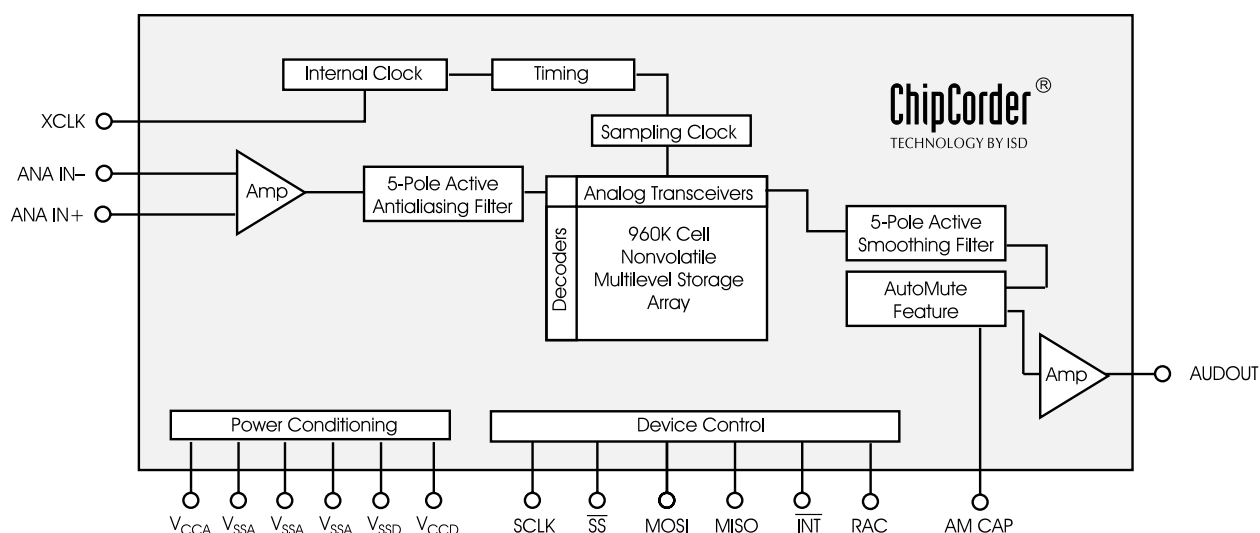 Internal Clock
Timing
ChipCorder ®
TECHNOLOGY BY ISD
XCLK
Sampling Clock
ANA IN–
Amp
5-Pole Active
Antialiasing Filter
ANA IN+
Decoders
Analog Transceivers
960K Cell
Nonvolatile
Multilevel Storage
Array
5-Pole Active
Smoothing Filter
AutoMute
Feature
Amp
AUDOUT
Power Conditioning
Device Control
VCCA VSSA VSSA VSSA VSSD VCCD SCLK SS MOSI MISO INT RAC AM CAP